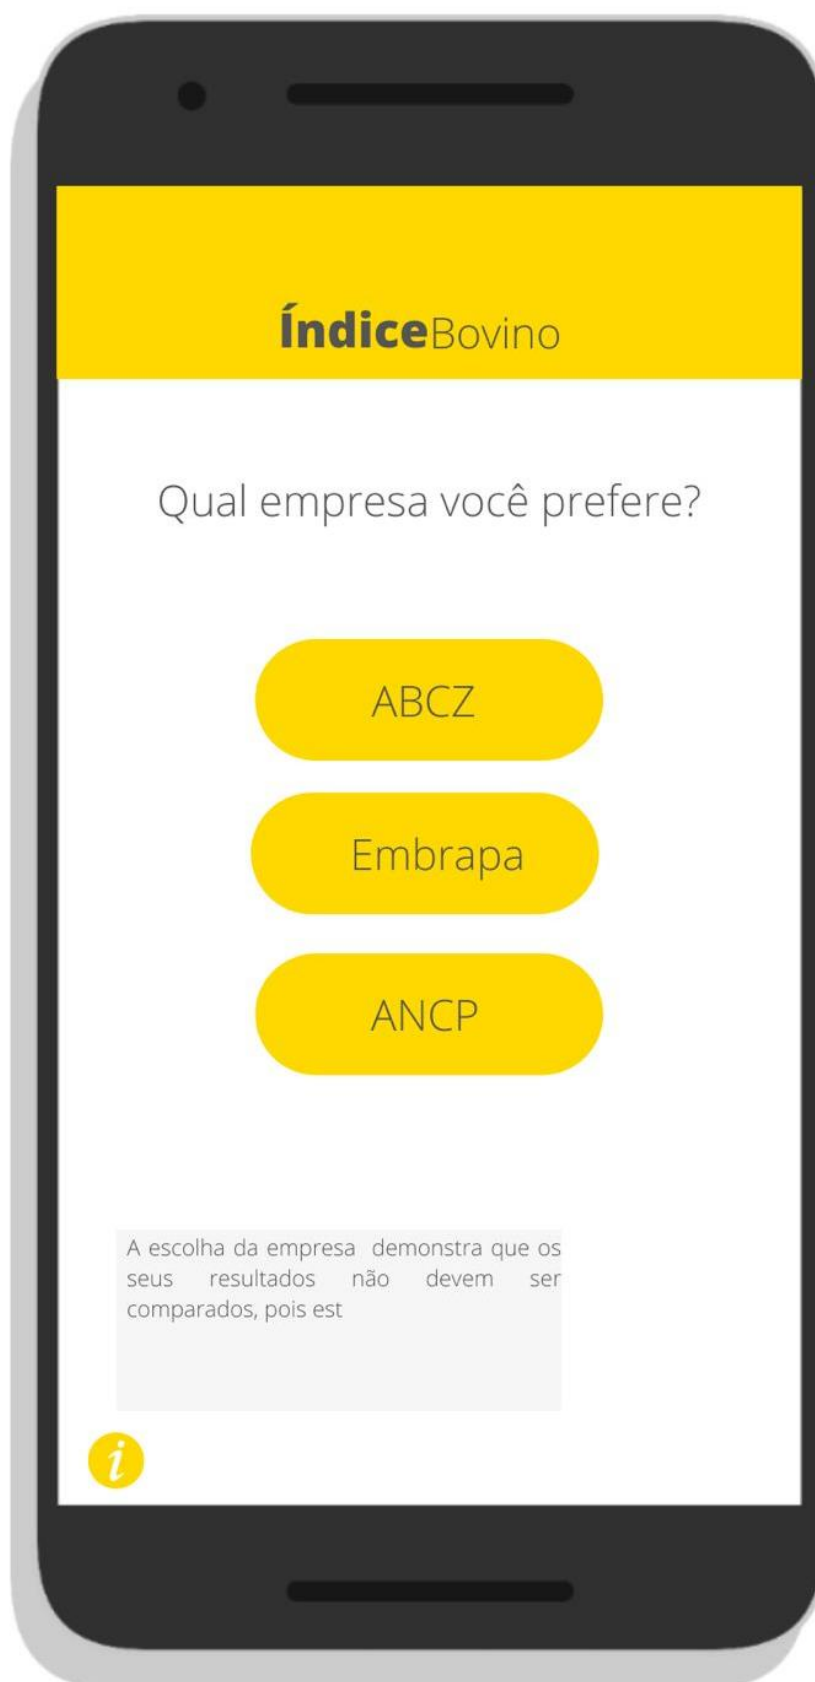 ÍndiceBovino
Qual empresa você prefere?
ABCZ
Embrapa
ANCP
A escolha da empresa demonstra que os
seus resultados não devem ser
comparados, pois est
i